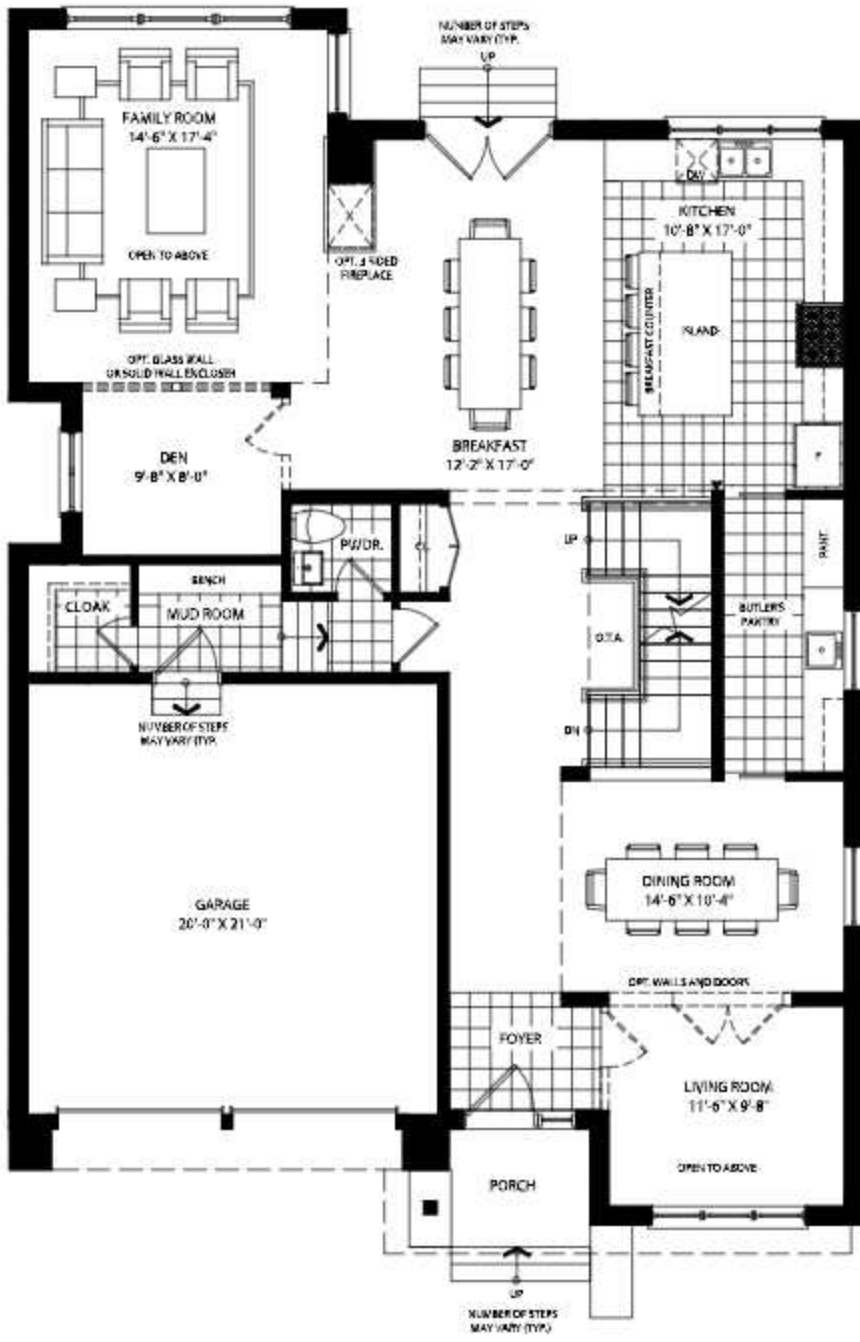 NUMBER OF STEPS
MAY VARY (TYP.
UP
FAMILY ROOM
14'-6" X 17'-4"
OPEN TO ABOVE
OPT. 3 SIDED
FIREPLACE
DW
KITCHEN
10'-8" X 17'-0"
BREAKFAST COUNTER
ISLAND
OPT. GLASS WALL
OR SOLID WALL ENCLOSER
DEN
9'-8" X 8'-0"
BREAKFAST
12'-2" X 17'-0"
F
PWDR.
CL
UP
PANT.
BENCH
CLOAK
MUD ROOM
O.T.A.
BUTLERS
PANTRY
NUMBER OF STEPS
MAY VARY (TYP.
DN
GARAGE
20'-0" X 21'-0"
DINING ROOM
14'-6" X 10'-4"
OPT. WALLS AND DOORS
FOYER
LIVING ROOM
11'-6" X 9'-8"
OPEN TO ABOVE
PORCH
UP
NUMBER OF STEPS
MAY VARY (TYP.)